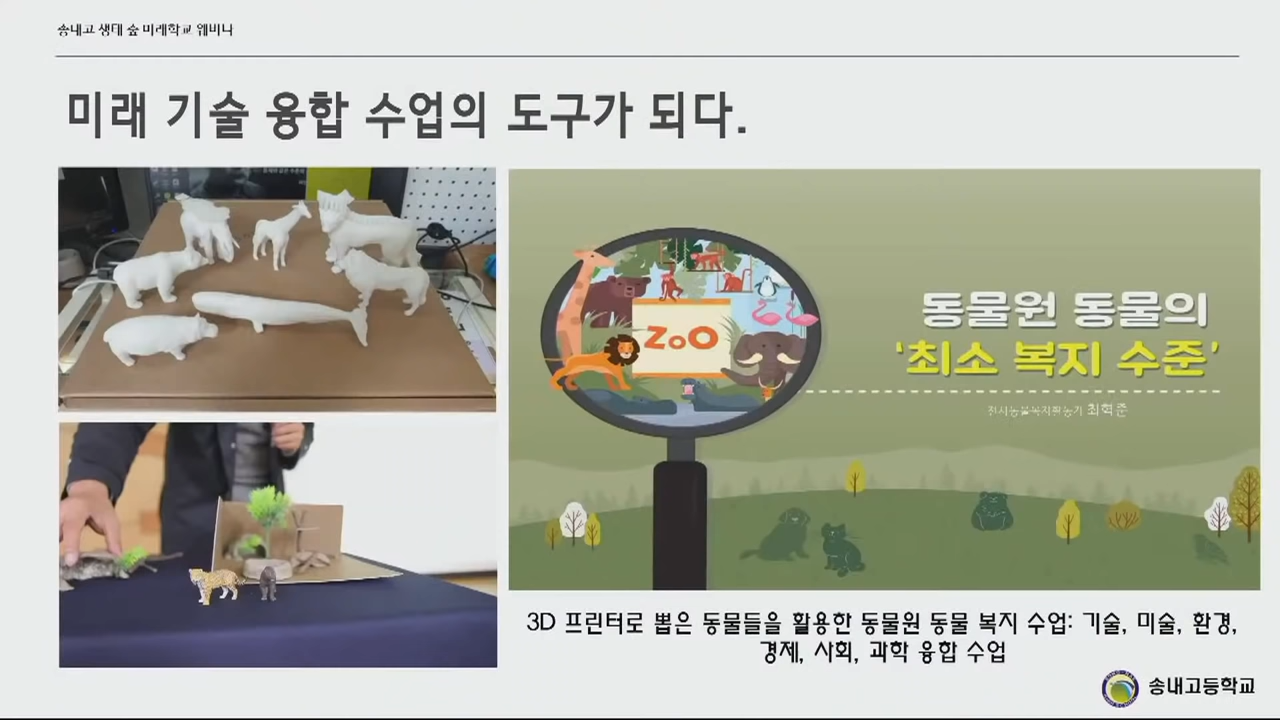 송내고 생태 숲 미래학교 웨비나
미래 기술 융합 수업의 도구가 되다.
ZOO
동물원 동물의
‘최소 복지 수준’
최혁준
3D 프린터로 뽑은 동물들을 활용한 동물원 동물 복지 수업: 기술, 미술, 환경,
경제, 사회, 과학 융합 수업
송내고등학교